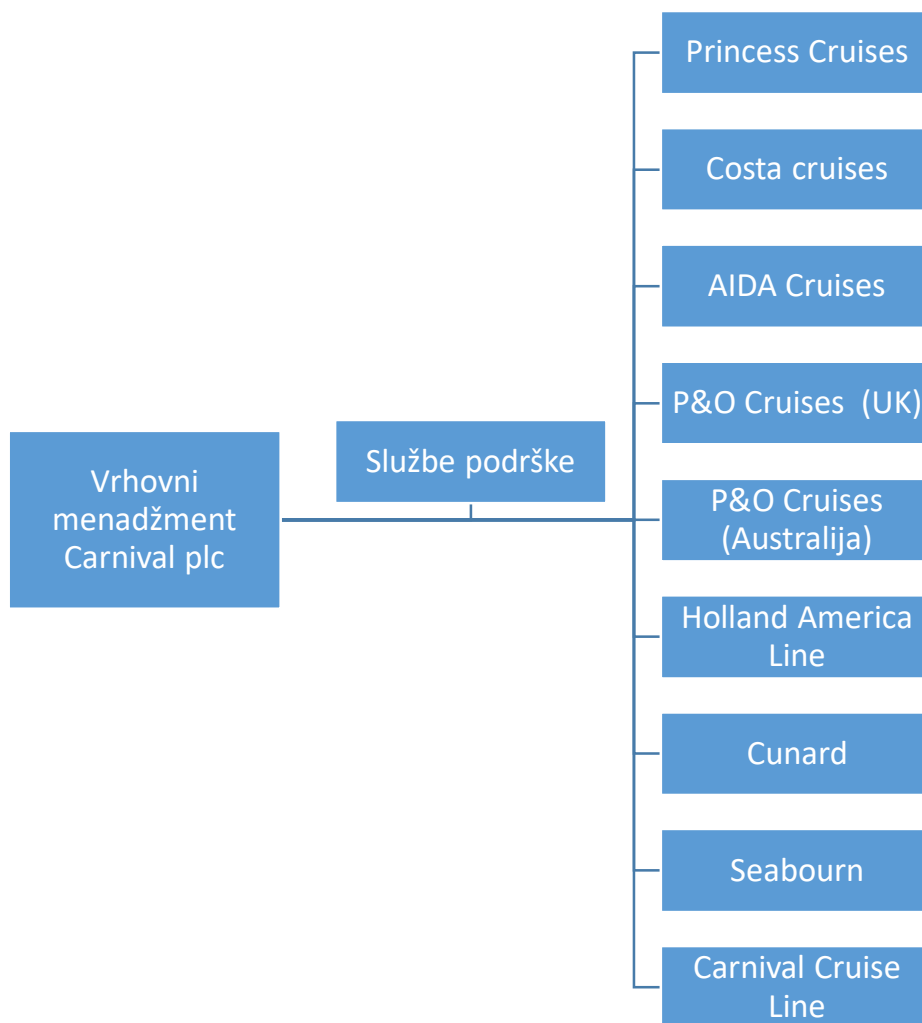 Vrhovni
menadžment
Carnival plc
Službe podrške
Princess Cruises
Costa cruises
AIDA Cruises
P&O Cruises  (UK)
P&O Cruises
(Australija)
Holland America
Line
Cunard
Seabourn
Carnival Cruise
Line